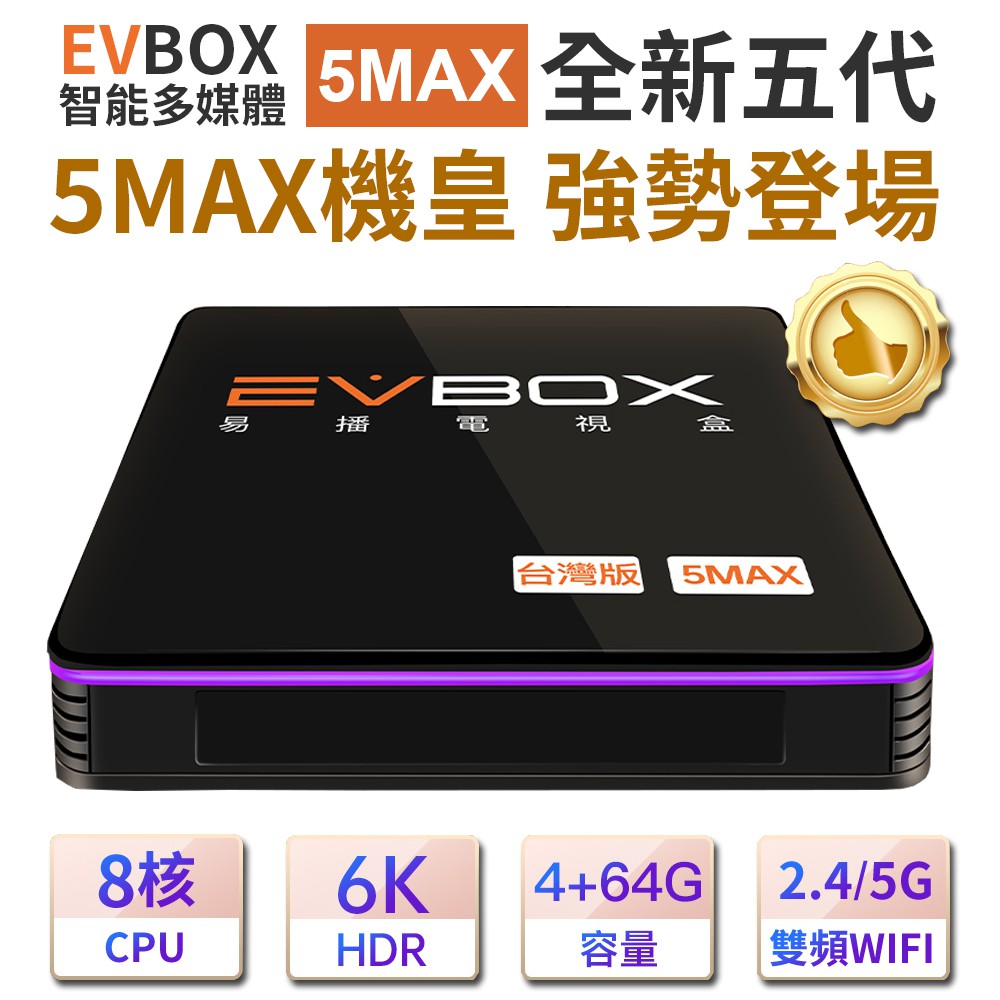 EVBOX
智能多媒體
5MAX
全新五代
5MAX機皇 強勢登場
EVBOX
易播電視盒
台灣版
5MAX
8核
CPU
6K
HDR
4+64G
容量
2.4/5G
雙頻WIFI